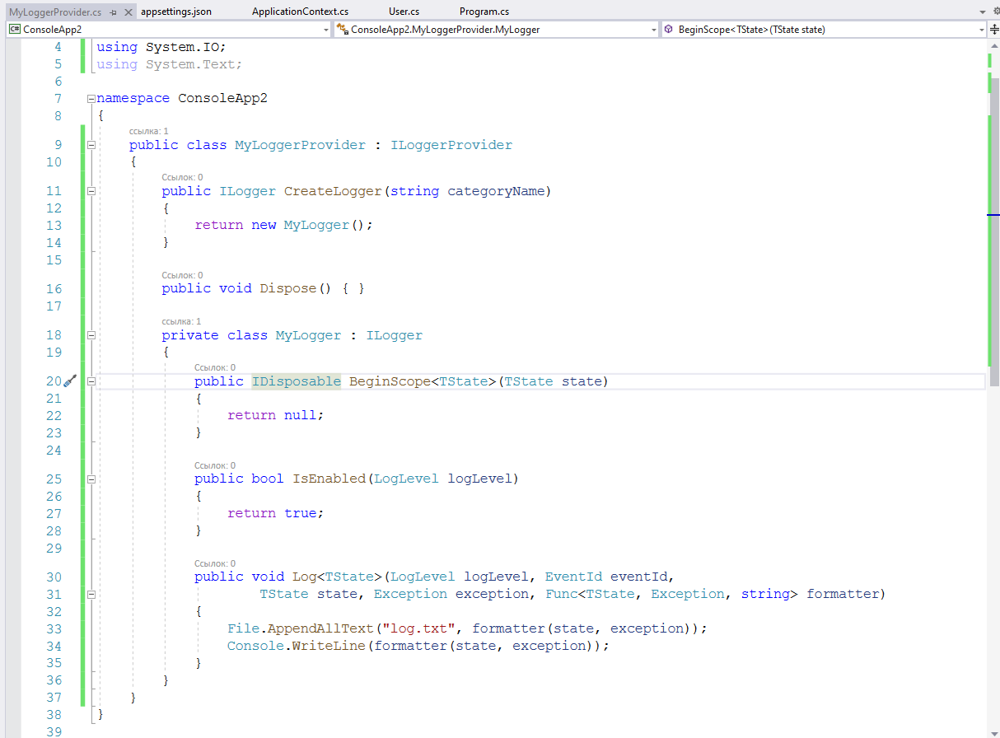 MyLoggerProvider.cs appsettings.json ApplicationContext.cs User.cs Program.cs
C# ConsoleApp2 ConsoleApp2.MyLoggerProvider.MyLogger BeginScope<TState>(TState state)
4 using System.IO;
5 using System.Text;
6
7 namespace ConsoleApp2
8 {
ссылка: 1
9 public class MyLoggerProvider : ILoggerProvider
10 {
Ссылок: 0
11 public ILogger CreateLogger(string categoryName)
12 {
13 return new MyLogger();
14 }
15
Ссылок: 0
16 public void Dispose() { }
17
ссылка: 1
18 private class MyLogger : ILogger
19 {
Ссылок: 0
20 public IDisposable BeginScope<TState>(TState state)
21 {
22 return null;
23 }
24
Ссылок: 0
25 public bool IsEnabled(LogLevel logLevel)
26 {
27 return true;
28 }
29
Ссылок: 0
30 public void Log<TState>(LogLevel logLevel, EventId eventId,
31 TState state, Exception exception, Func<TState, Exception, string> formatter)
32 {
33 File.AppendAllText("log.txt", formatter(state, exception));
34 Console.WriteLine(formatter(state, exception));
35 }
36 }
37 }
38 }
39